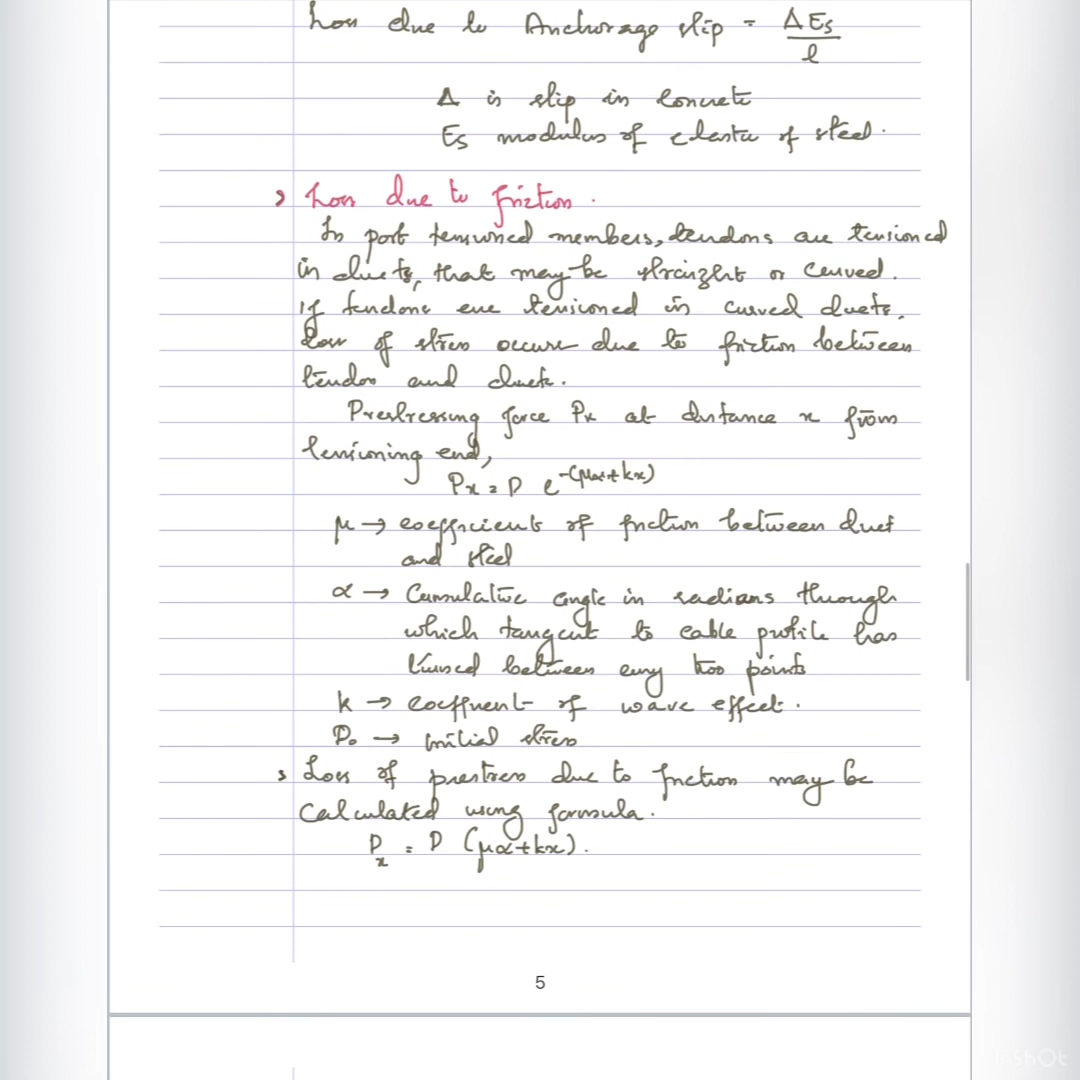 Loss due to Anchorage slip = ΔEs/l
Δ is slip in concrete
Es modulus of elastic of steel.
Loss due to friction.
In post tensioned members, tendons are tensioned
in ducts, that may be straight or curved.
If tendons are tensioned in curved ducts,
loss of stress occurs due to friction between
tendon and duct.
Prestressing force Px at distance x from
tensioning end,
Px = P e^-(μα+kx)
μ → coefficient of friction between duct
and steel
α → Cumulative angle in radians through
which tangent to cable profile has
turned between any two points
k → coefficient of wave effect.
P₀ → initial stress
Loss of prestress due to friction may be
calculated using formula.
Px = P (μα+kx).
5